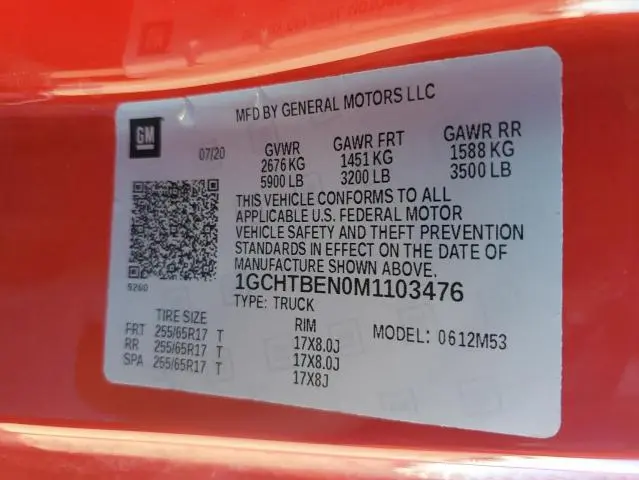 MFD BY GENERAL MOTORS LLC
GM
07/20
GVWR GAWR FRT GAWR RR
2676 KG 1451 KG 1588 KG
5900 LB 3200 LB 3500 LB
THIS VEHICLE CONFORMS TO ALL
APPLICABLE U.S. FEDERAL MOTOR
VEHICLE SAFETY AND THEFT PREVENTION
STANDARDS IN EFFECT ON THE DATE OF
MANUFACTURE SHOWN ABOVE.
1GCHTBEN0M1103476
TYPE: TRUCK
S260
TIRE SIZE RIM MODEL: 0612M53
FRT 255/65R17 T 17X8.0J
RR 255/65R17 T 17X8.0J
SPA 255/65R17 T 17X8J